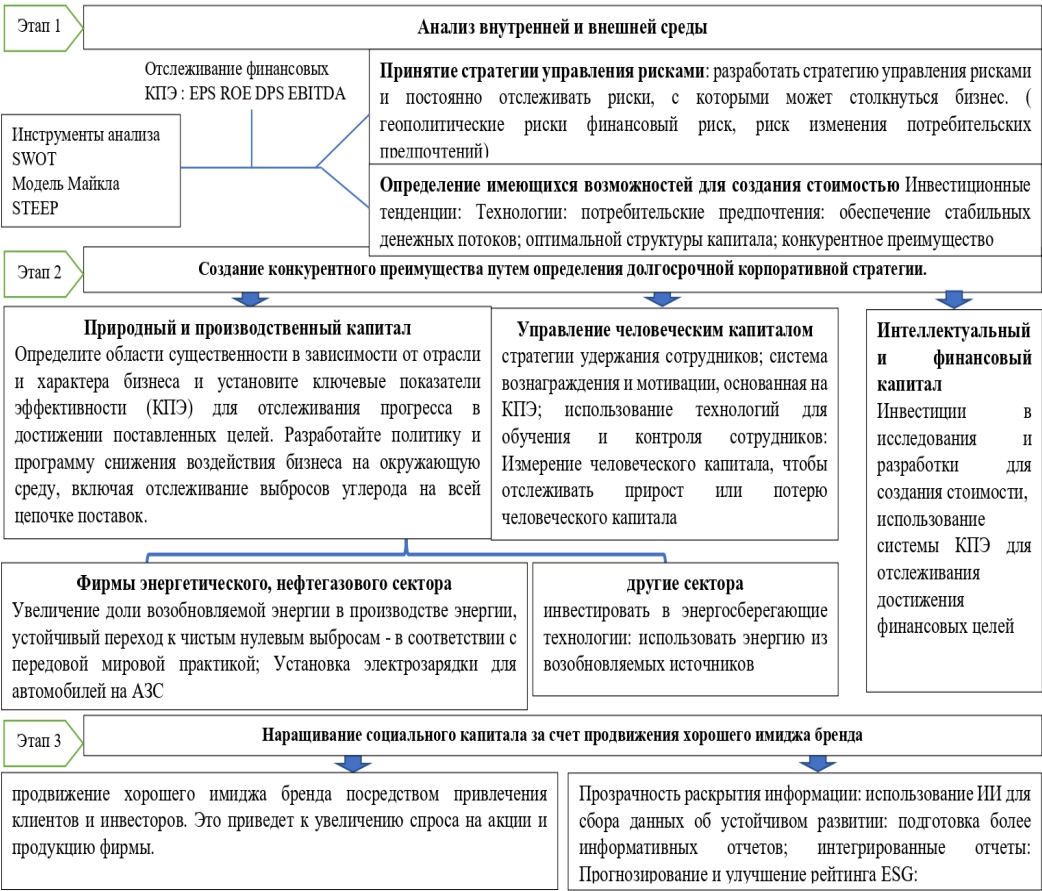 Этап 1
Анализ внутренней и внешней среды
Отслеживание финансовых
КПЭ : EPS ROE DPS EBITDA
Инструменты анализа
SWOT
Модель Майкла
STEEP
Принятие стратегии управления рисками: разработать стратегию управления рисками
и постоянно отслеживать риски, с которыми может столкнуться бизнес. (
геополитические риски финансовый риск, риск изменения потребительских
предпочтений)
Определение имеющихся возможностей для создания стоимостью Инвестиционные
тенденции: Технологии: потребительские предпочтения: обеспечение стабильных
денежных потоков; оптимальной структуры капитала; конкурентное преимущество
Этап 2
Создание конкурентного преимущества путем определения долгосрочной корпоративной стратегии.
Природный и производственный капитал
Определите области существенности в зависимости от отрасли
и характера бизнеса и установите ключевые показатели
эффективности (КПЭ) для отслеживания прогресса в
достижении поставленных целей. Разработайте политику и
программу снижения воздействия бизнеса на окружающую
среду, включая отслеживание выбросов углерода на всей
цепочке поставок.
Управление человеческим капиталом
стратегии удержания сотрудников; система
вознаграждения и мотивации, основанная на
КПЭ; использование технологий для
обучения и контроля сотрудников:
Измерение человеческого капитала, чтобы
отслеживать прирост или потерю
человеческого капитала
Интеллектуальный
и финансовый
капитал
Инвестиции в
исследования и
разработки для
создания стоимости,
использование
системы КПЭ для
отслеживания
достижения
финансовых целей
Фирмы энергетического, нефтегазового сектора
Увеличение доли возобновляемой энергии в производстве энергии,
устойчивый переход к чистым нулевым выбросам - в соответствии с
передовой мировой практикой; Установка электрозарядки для
автомобилей на АЗС
другие сектора
инвестировать в энергосберегающие
технологии: использовать энергию из
возобновляемых источников
Этап 3
Наращивание социального капитала за счет продвижения хорошего имиджа бренда
продвижение хорошего имиджа бренда посредством привлечения
клиентов и инвесторов. Это приведет к увеличению спроса на акции и
продукцию фирмы.
Прозрачность раскрытия информации: использование ИИ для
сбора данных об устойчивом развитии: подготовка более
информативных отчетов; интегрированные отчеты:
Прогнозирование и улучшение рейтинга ESG: